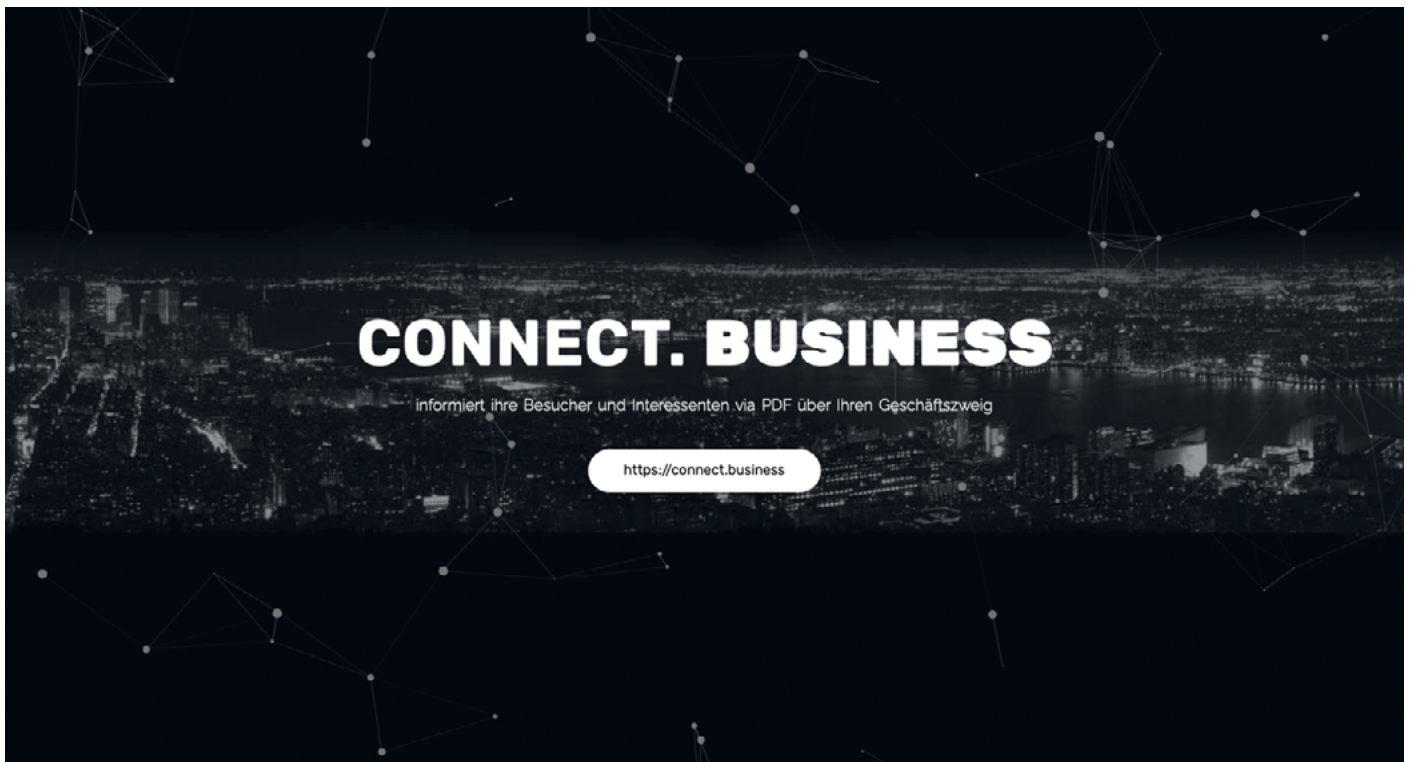 CONNECT. BUSINESS
informiert ihre Besucher und Interessenten via PDF über Ihren Geschäftszweig
https://connect.business